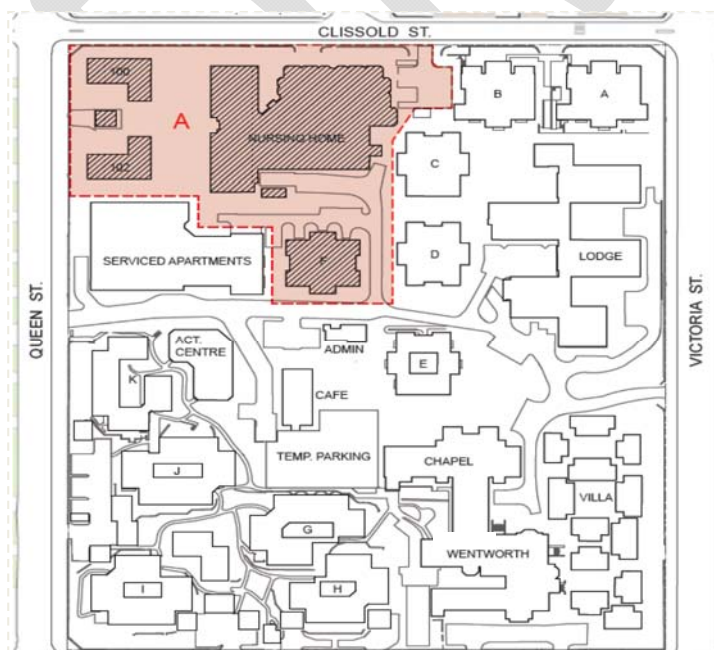 CLISSOLD ST.
100
A
B
A
NURSING HOME
C
102
F
SERVICED APARTMENTS
D
LODGE
QUEEN ST.
VICTORIA ST.
ACT.
CENTRE
ADMIN
K
E
CAFE
J
TEMP. PARKING
CHAPEL
VILLA
G
WENTWORTH
I
H